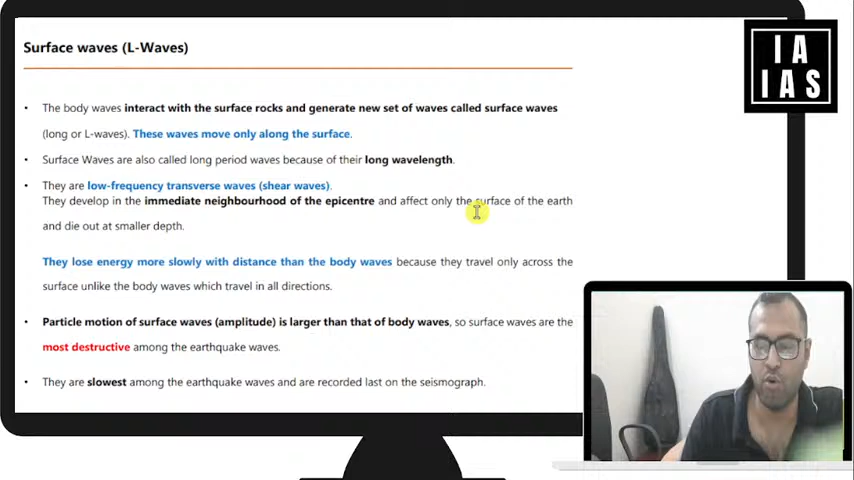 Surface waves (L-Waves)
IA
IAS
• The body waves interact with the surface rocks and generate new set of waves called surface waves
(long or L-waves). These waves move only along the surface.
• Surface Waves are also called long period waves because of their long wavelength.
• They are low-frequency transverse waves (shear waves).
They develop in the immediate neighbourhood of the epicentre and affect only the surface of the earth
and die out at smaller depth.
They lose energy more slowly with distance than the body waves because they travel only across the
surface unlike the body waves which travel in all directions.
• Particle motion of surface waves (amplitude) is larger than that of body waves, so surface waves are the
most destructive among the earthquake waves.
• They are slowest among the earthquake waves and are recorded last on the seismograph.